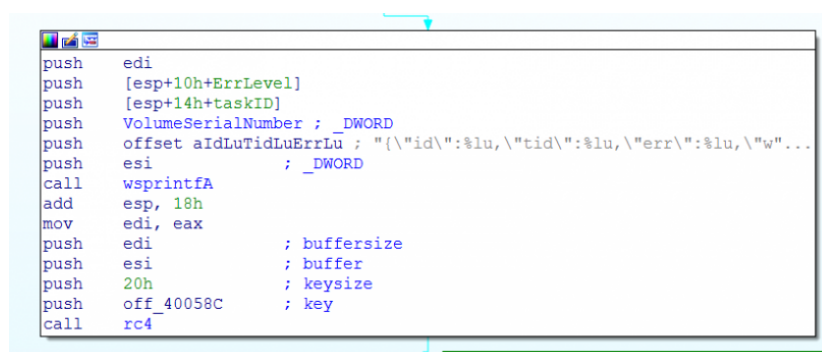 push edi
push [esp+10h+ErrLevel]
push [esp+14h+taskID]
push VolumeSerialNumber ; _DWORD
push offset aIdLuTidLuErrLu ; "{\"id\":%lu,\"tid\":%lu,\"err\":%lu,\"w"...
push esi ; _DWORD
call wsprintfA
add esp, 18h
mov edi, eax
push edi ; buffersize
push esi ; buffer
push 20h ; keysize
push off_40058C ; key
call rc4